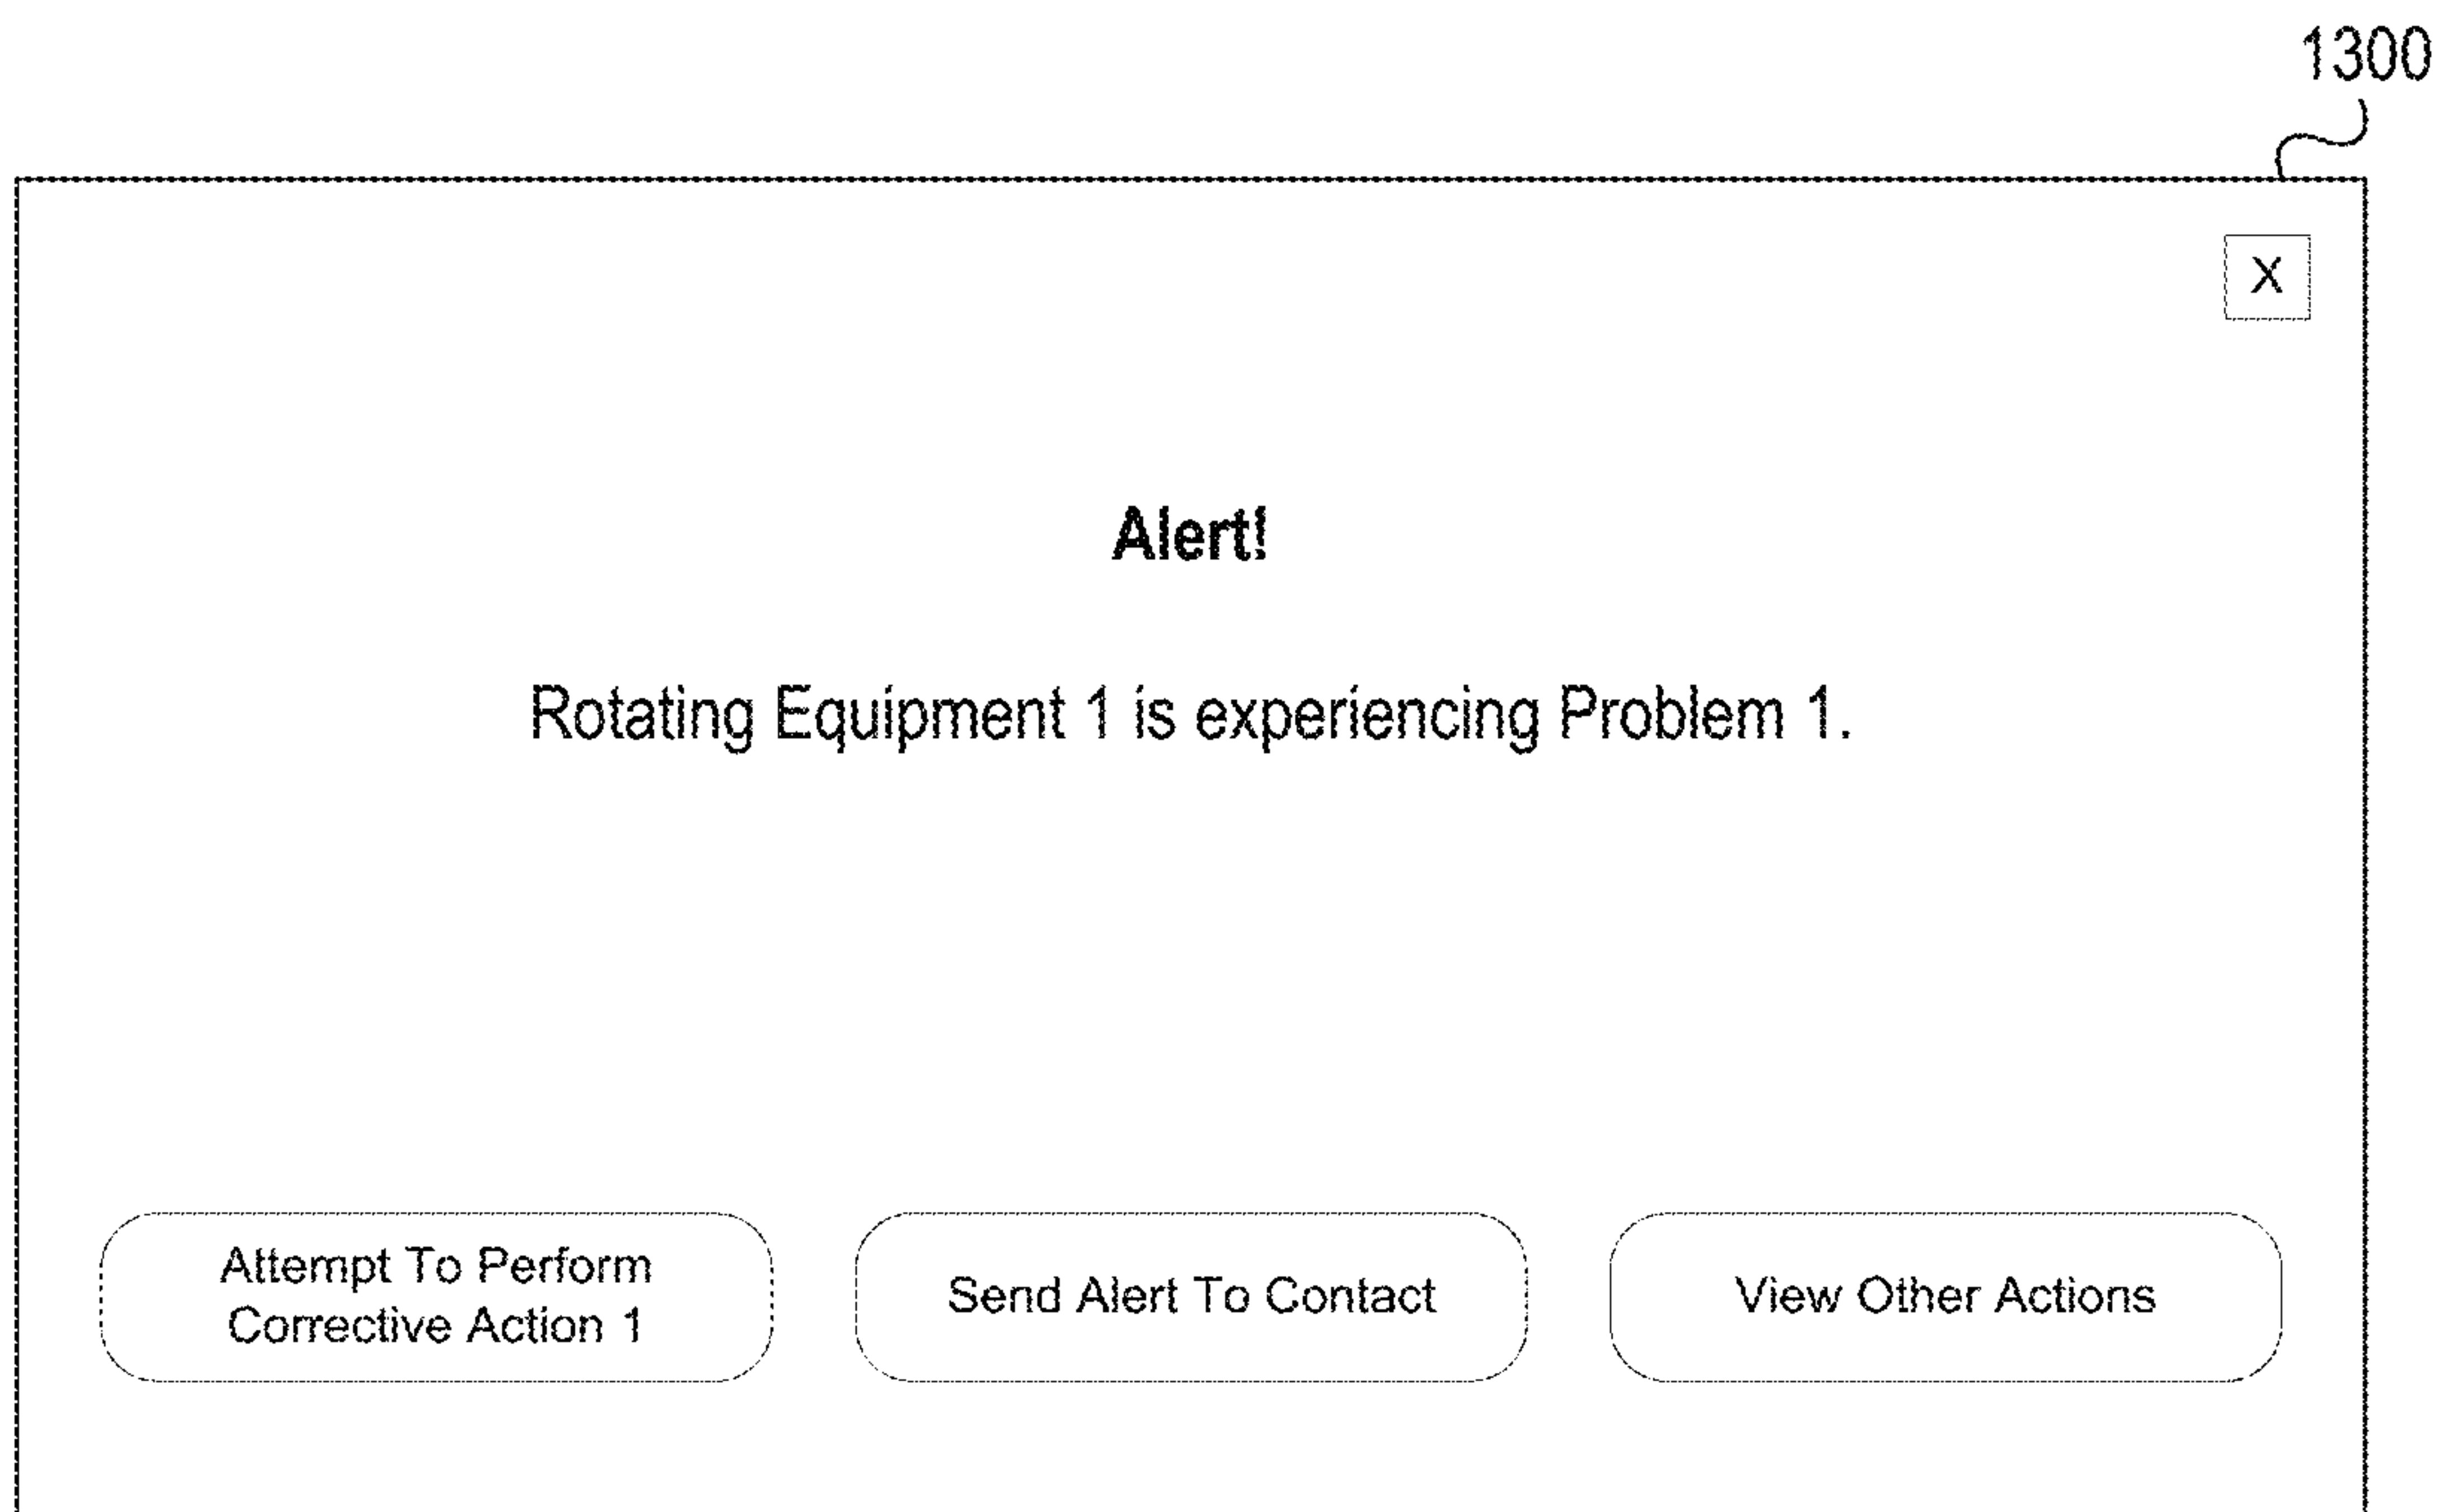 1300
X
Alert!
Rotating Equipment 1 is experiencing Problem 1.
Attempt To Perform
Corrective Action 1
Send Alert To Contact
View Other Actions